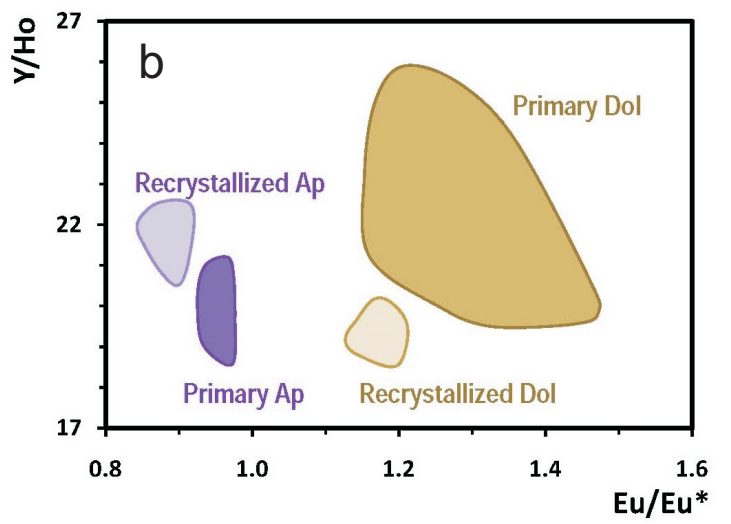 27
Y/Ho
b
Primary Dol
Recrystallized Ap
22
Primary Ap
Recrystallized Dol
17
0.8 1.0 1.2 1.4 1.6
Eu/Eu*